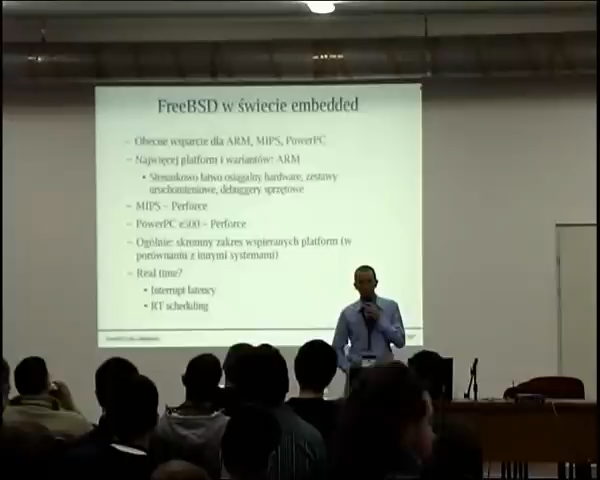 FreeBSD w świecie embedded
– Obecne wsparcie dla ARM, MIPS, PowerPC
– Najwięcej platform i wariantów: ARM
• Stosunkowo łatwo osiągalny hardware, zestawy
uruchomieniowe, debuggery sprzętowe
– MIPS – Perforce
– PowerPC e500 – Perforce
– Ogólnie: skromny zakres wspieranych platform (w
porównaniu z innymi systemami)
– Real time?
• Interrupt latency
• RT scheduling